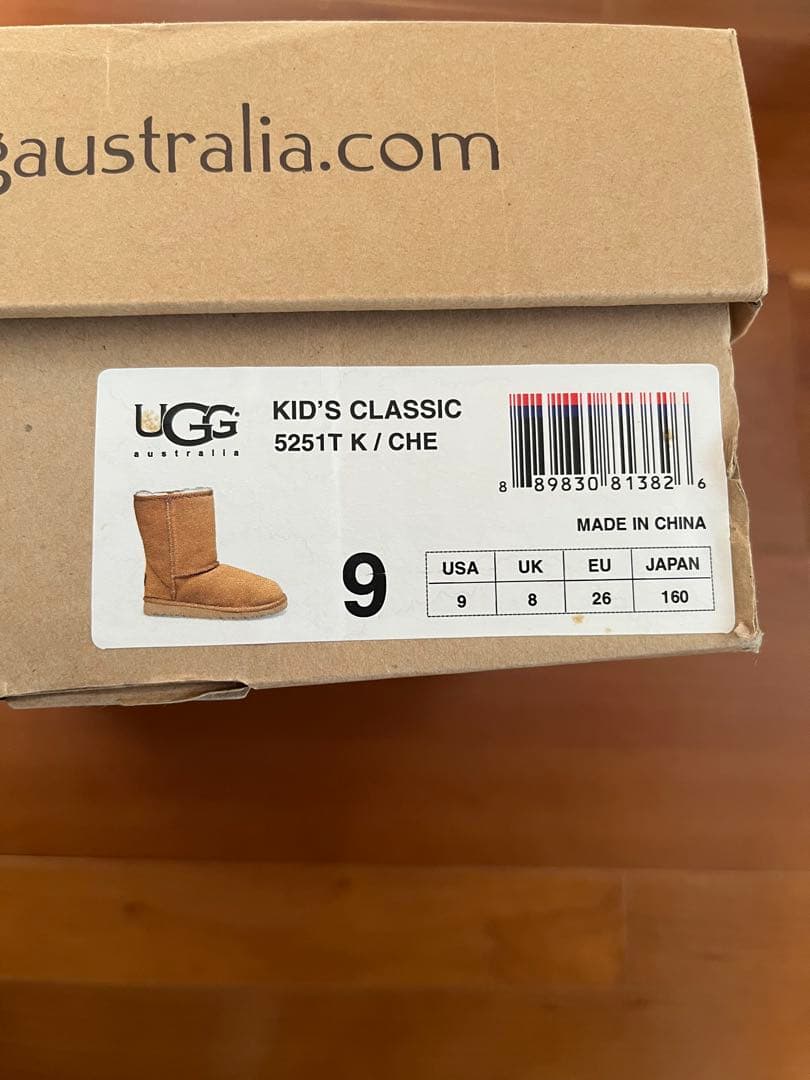 gaustralia.com
UGG
australia
KID'S CLASSIC
5251T K / CHE
8 89830 81382 6
MADE IN CHINA
9
USA UK EU JAPAN
9 8 26 160